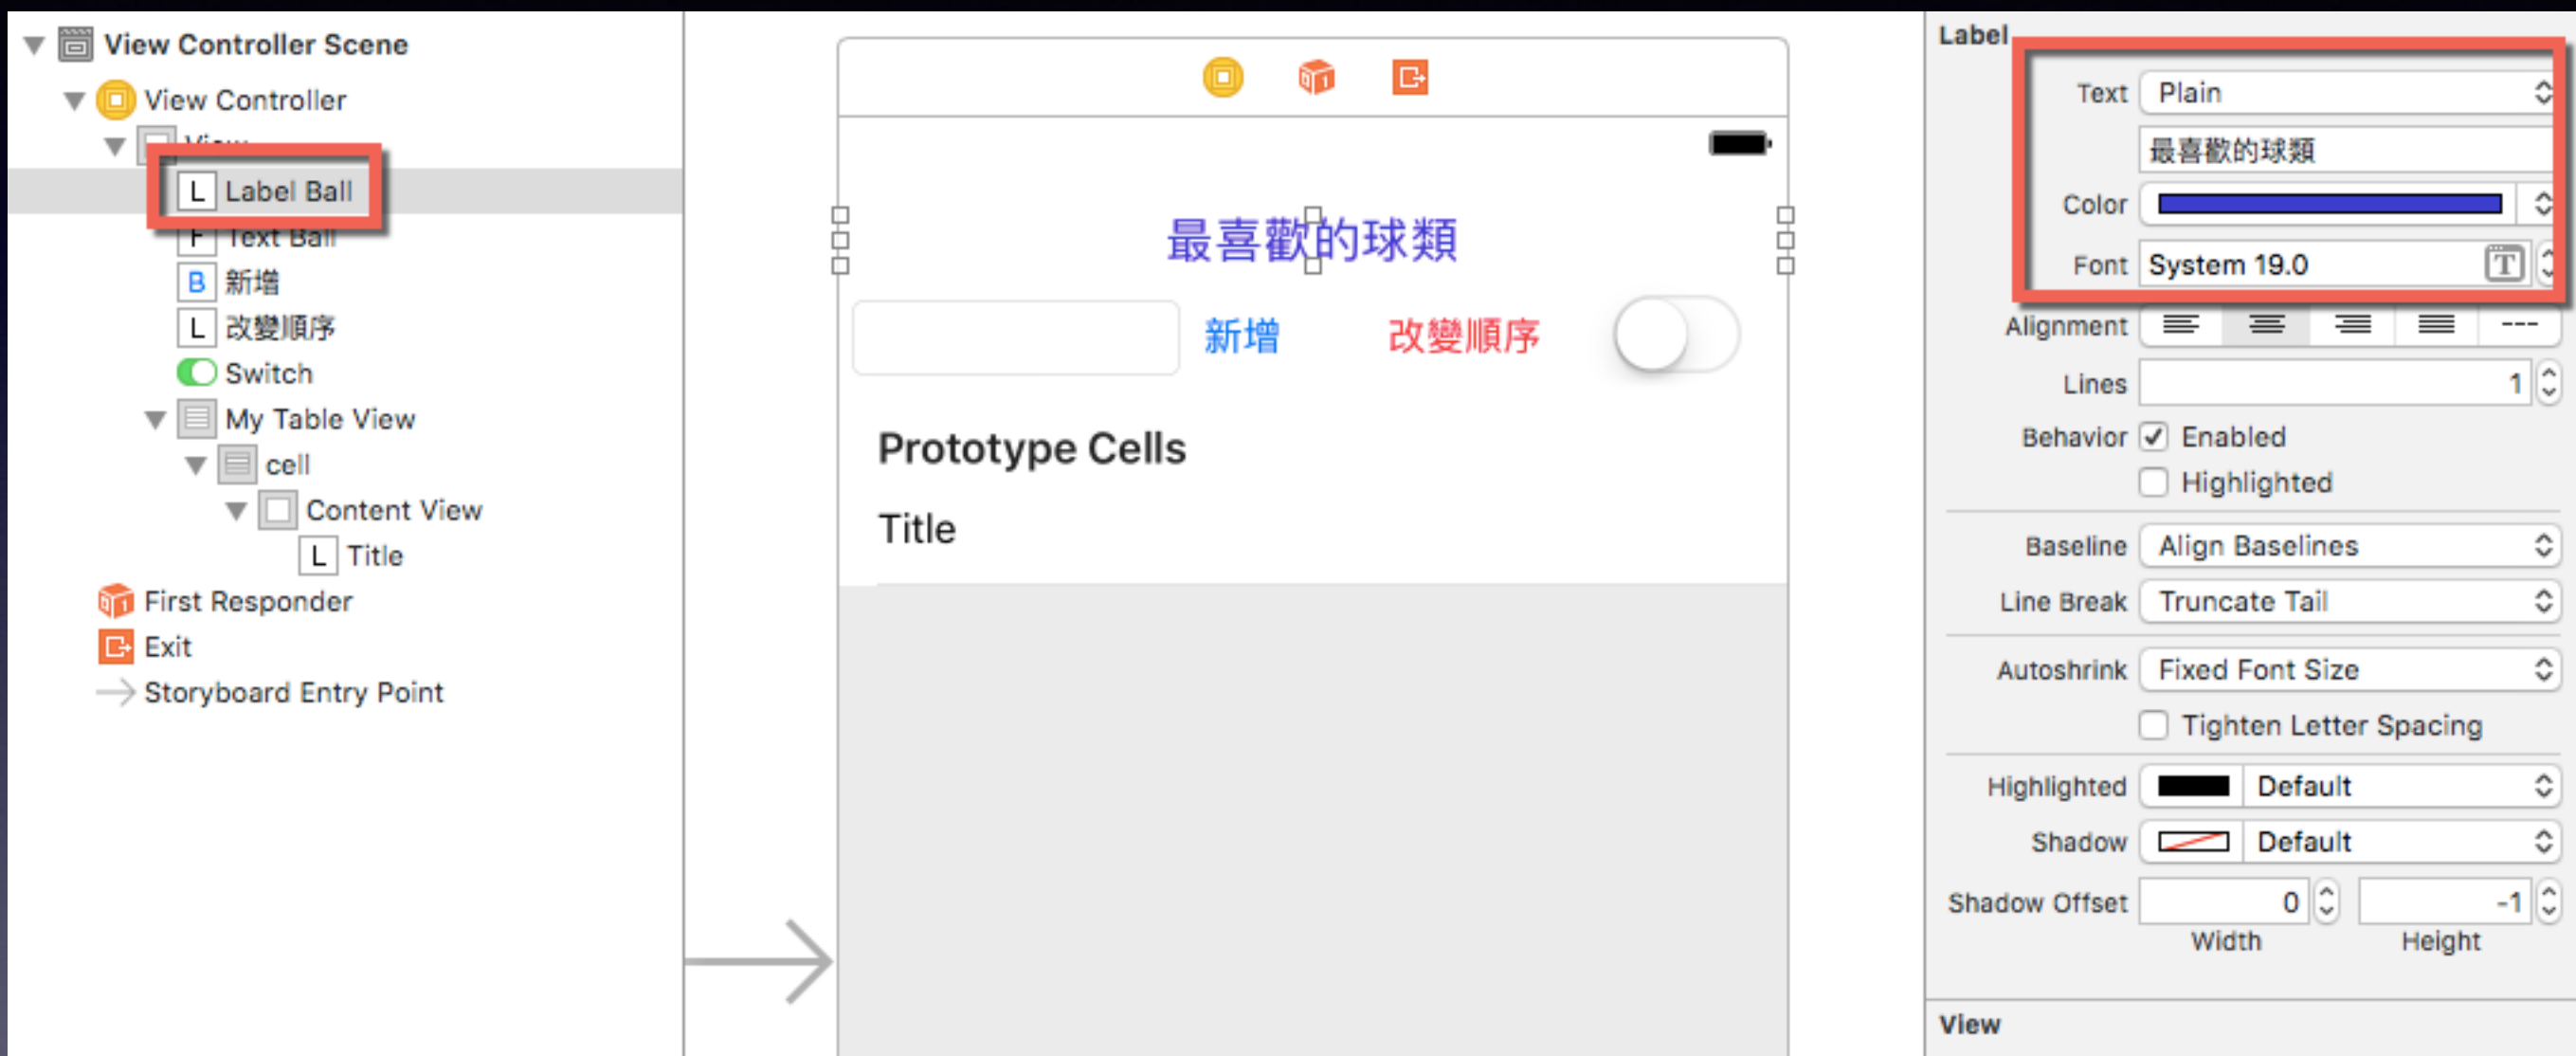 View Controller Scene
View Controller
View
L Label Ball
F Text Ball
B 新增
L 改變順序
Switch
My Table View
cell
Content View
L Title
First Responder
Exit
Storyboard Entry Point
最喜歡的球類
新增 改變順序
Prototype Cells
Title
Label
Text Plain
最喜歡的球類
Color
Font System 19.0 T
Alignment
Lines 1
Behavior Enabled
Highlighted
Baseline Align Baselines
Line Break Truncate Tail
Autoshrink Fixed Font Size
Tighten Letter Spacing
Highlighted Default
Shadow Default
Shadow Offset 0 -1
Width Height
View